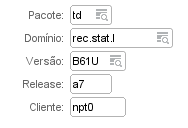 Pacote: td
Domínio: rec.stat.l
Versão: B61U
Release: a7
Cliente: npt0